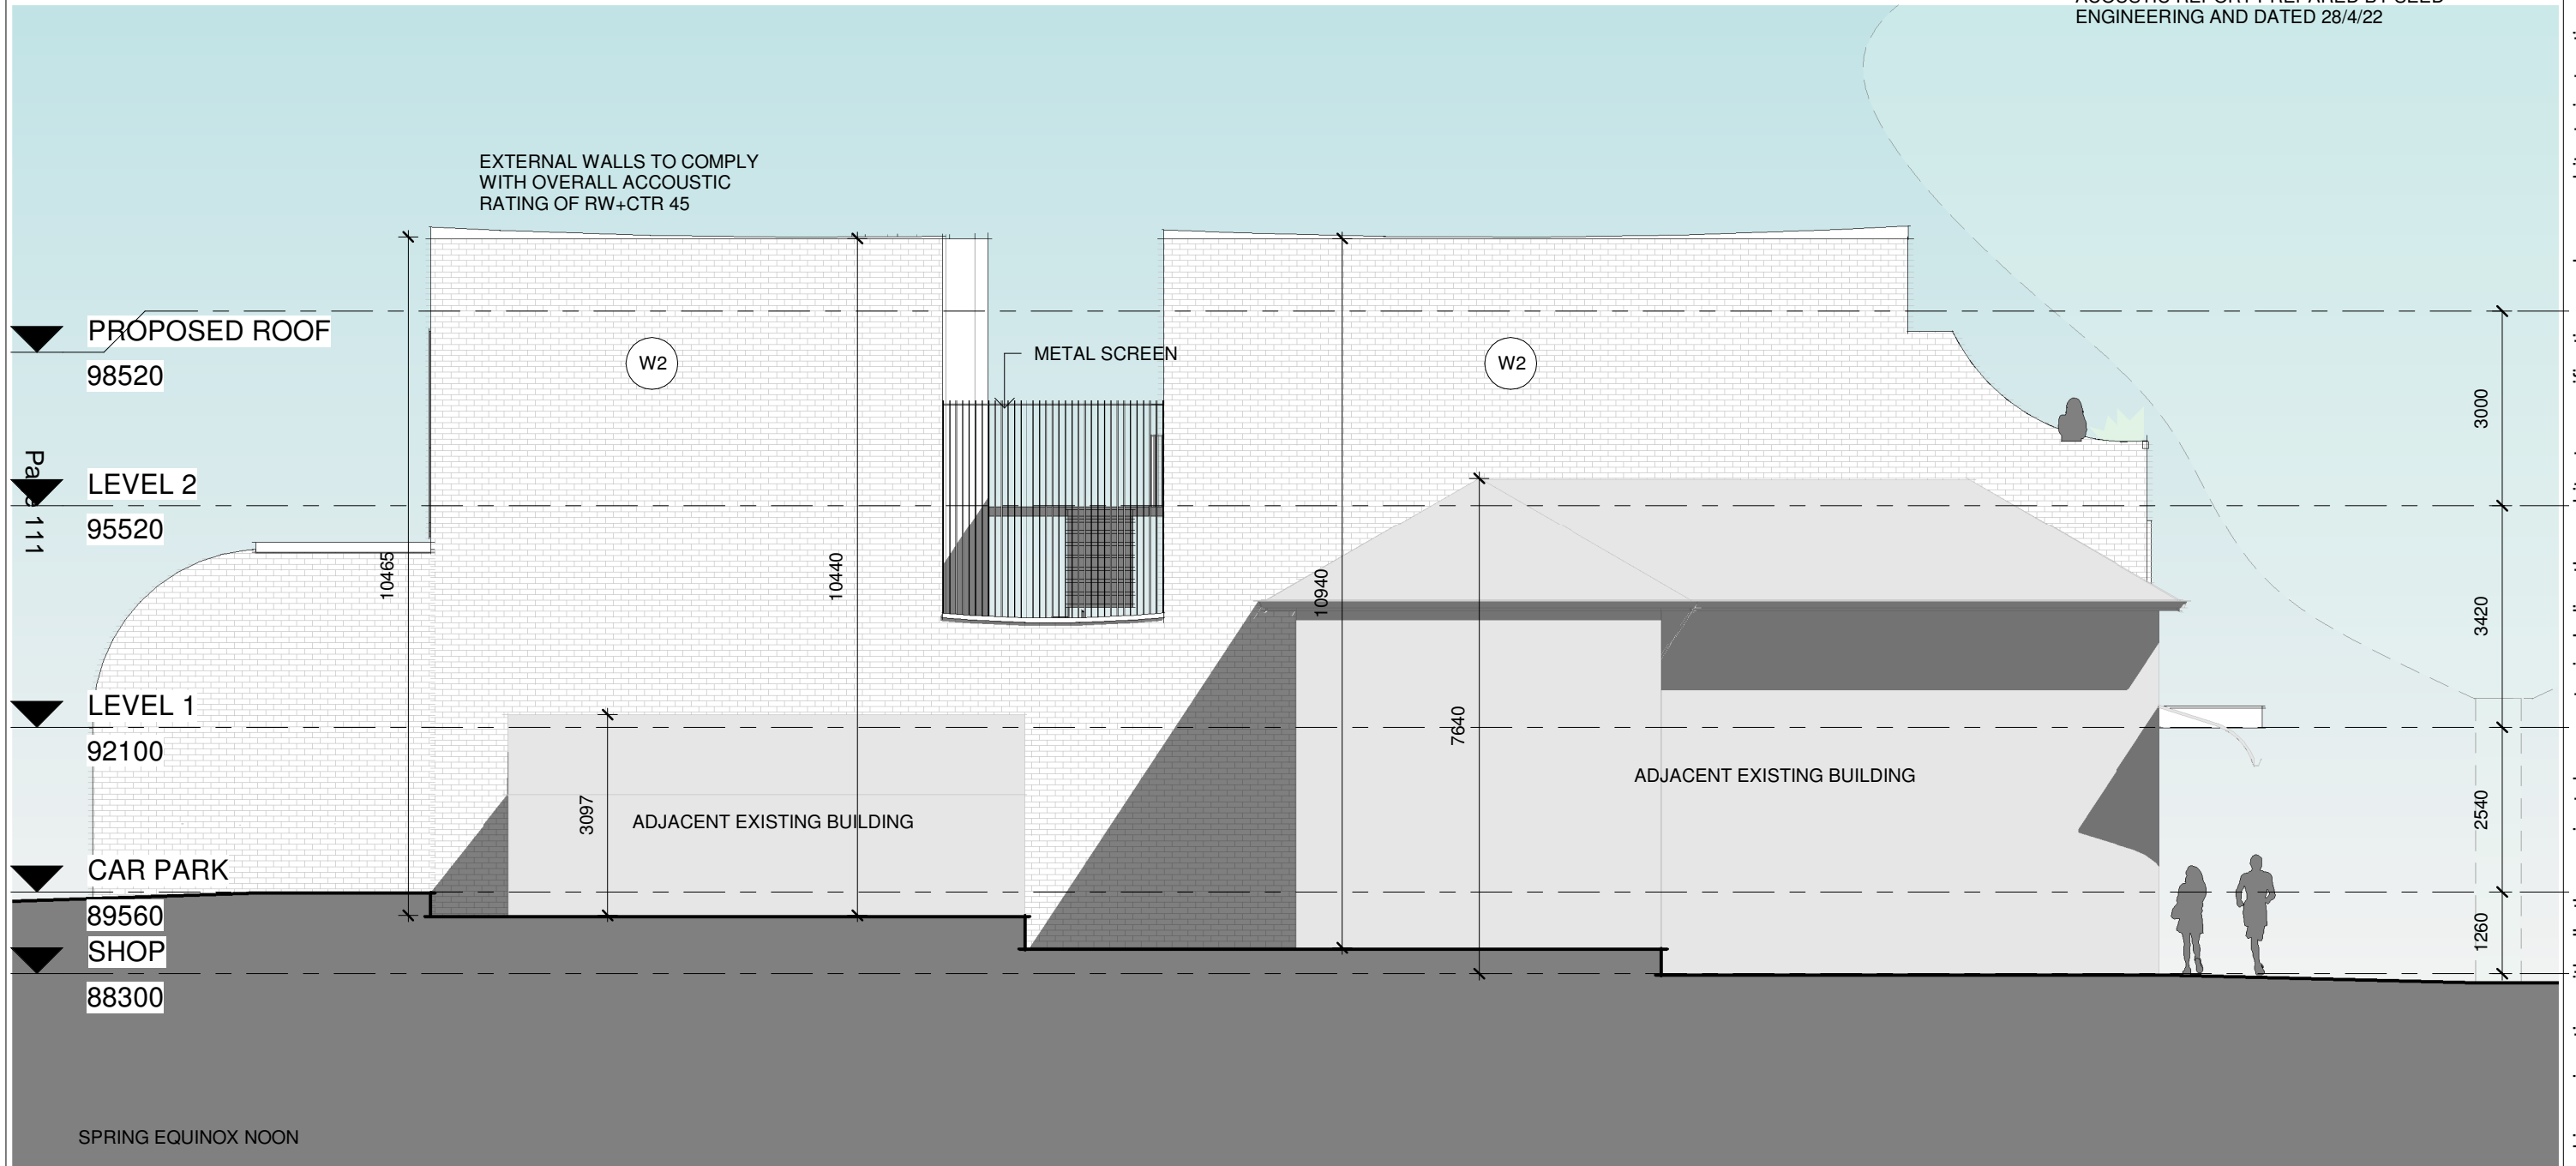 ENGINEERING AND DATED 28/4/22
EXTERNAL WALLS TO COMPLY
WITH OVERALL ACCOUSTIC
RATING OF RW+CTR 45
PROPOSED ROOF
98520
W2
METAL SCREEN
W2
3000
LEVEL 2
95520
111
10465
10440
10940
3420
LEVEL 1
92100
7640
ADJACENT EXISTING BUILDING
3097
ADJACENT EXISTING BUILDING
2540
CAR PARK
89560
SHOP
1260
88300
SPRING EQUINOX NOON